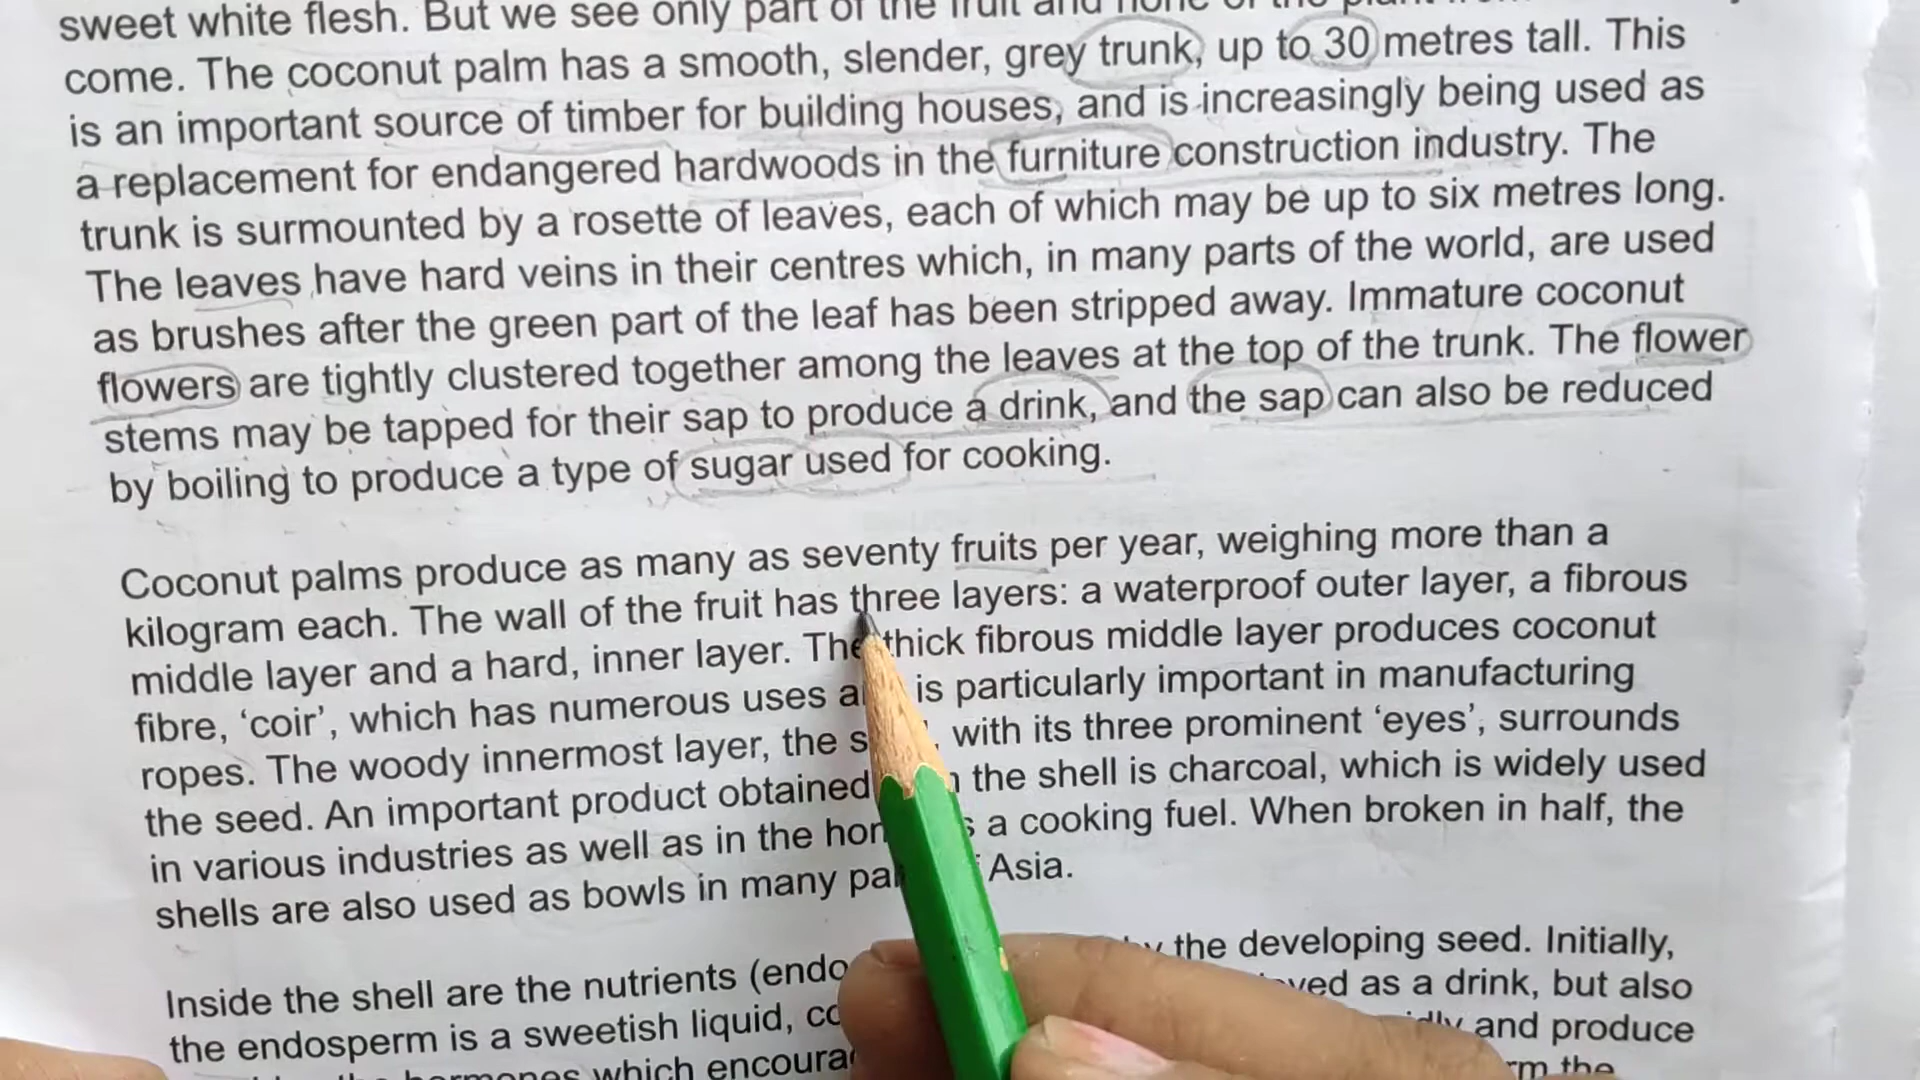 sweet white flesh. But we see only part of the fruit and none of the
come. The coconut palm has a smooth, slender, grey trunk, up to 30 metres tall. This
is an important source of timber for building houses, and is increasingly being used as
a replacement for endangered hardwoods in the furniture construction industry. The
trunk is surmounted by a rosette of leaves, each of which may be up to six metres long.
The leaves have hard veins in their centres which, in many parts of the world, are used
as brushes after the green part of the leaf has been stripped away. Immature coconut
flowers are tightly clustered together among the leaves at the top of the trunk. The flower
stems may be tapped for their sap to produce a drink, and the sap can also be reduced
by boiling to produce a type of sugar used for cooking.
Coconut palms produce as many as seventy fruits per year, weighing more than a
kilogram each. The wall of the fruit has three layers: a waterproof outer layer, a fibrous
middle layer and a hard, inner layer. The thick fibrous middle layer produces coconut
fibre, ‘coir’, which has numerous uses is particularly important in manufacturing
ropes. The woody innermost layer, the with its three prominent ‘eyes’, surrounds
the seed. An important product obtained the shell is charcoal, which is widely used
in various industries as well as in the a cooking fuel. When broken in half, the
shells are also used as bowls in many Asia.
Inside the shell are the nutrients the developing seed. Initially,
the endosperm is a sweetish liquid, as a drink, but also
hormones which and produce
the